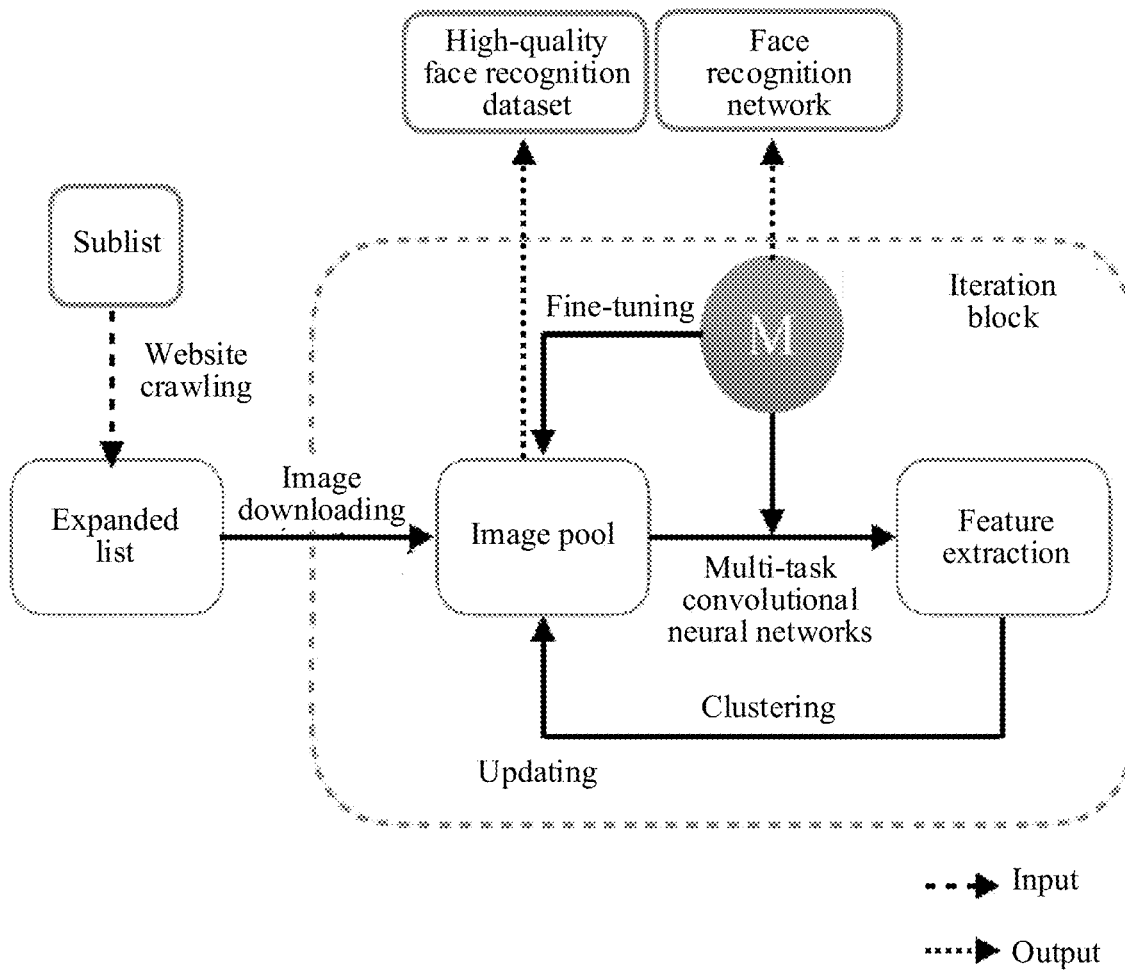 High-quality
face recognition
dataset
Face
recognition
network
Sublist
Website
crawling
Fine-tuning
M
Iteration
block
Expanded
list
Image
downloading
Image pool
Multi-task
convolutional
neural networks
Feature
extraction
Clustering
Updating
Input
Output